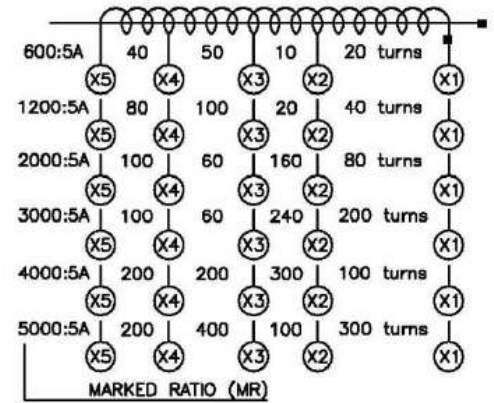 600:5A 40 50 10 20 turns
X5 X4 X3 X2 X1
1200:5A 80 100 20 40 turns
X5 X4 X3 X2 X1
2000:5A 100 60 160 80 turns
X5 X4 X3 X2 X1
3000:5A 100 60 240 200 turns
X5 X4 X3 X2 X1
4000:5A 200 200 300 100 turns
X5 X4 X3 X2 X1
5000:5A 200 400 100 300 turns
X5 X4 X3 X2 X1
MARKED RATIO (MR)